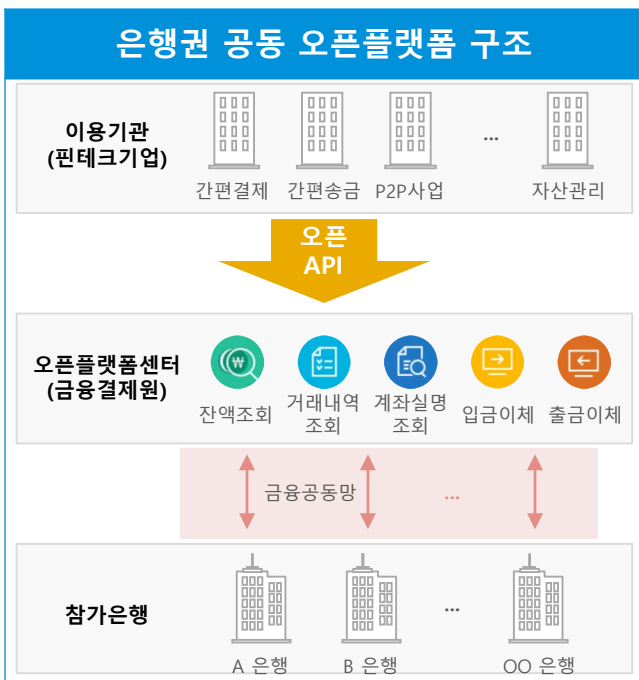 은행권 공동 오픈플랫폼 구조
이용기관
(핀테크기업)
간편결제 간편송금 P2P사업 ... 자산관리
오픈
API
오픈플랫폼센터
(금융결제원)
₩
잔액조회
거래내역
조회
계좌실명
조회
입금이체 출금이체
금융공동망 ...
참가은행
...
A 은행 B 은행 OO 은행